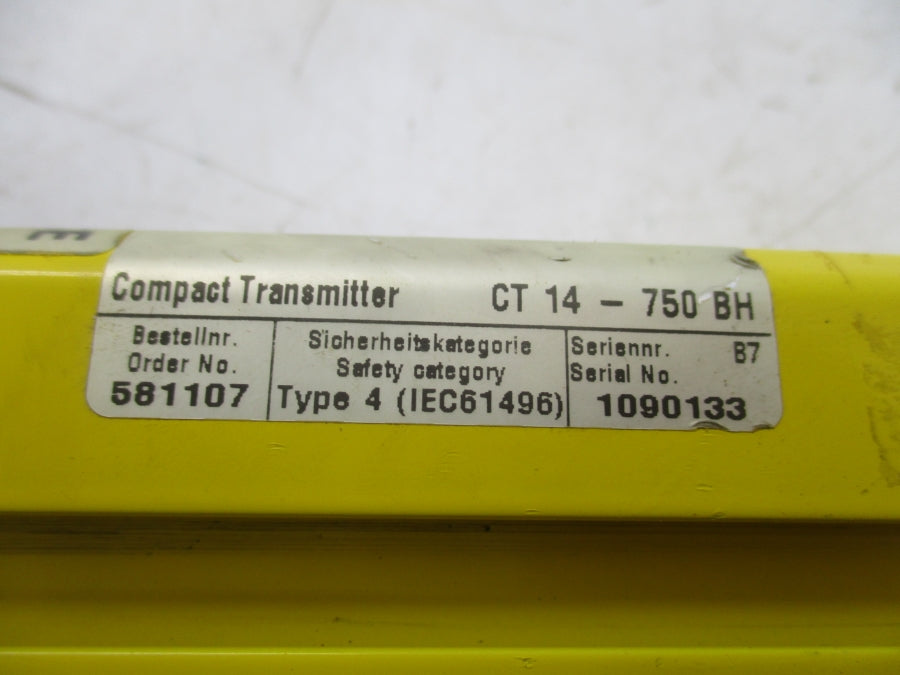 E
Compact Transmitter CT 14 - 750 BH
Bestellnr.
Order No.
581107
Sicherheitskategorie
Safety category
Type 4 (IEC61496)
Seriennr. B7
Serial No.
1090133